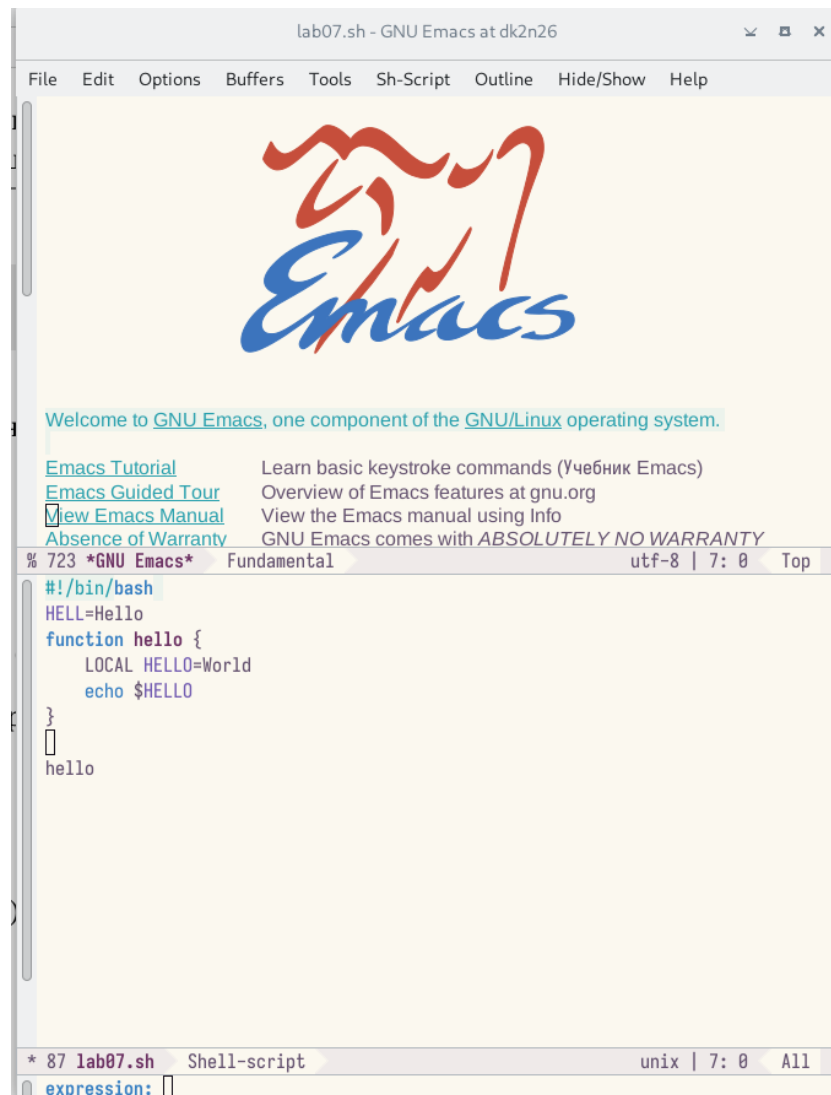 lab07.sh - GNU Emacs at dk2n26
File Edit Options Buffers Tools Sh-Script Outline Hide/Show Help
Emacs
Welcome to GNU Emacs, one component of the GNU/Linux operating system.
Emacs Tutorial Learn basic keystroke commands (Учебник Emacs)
Emacs Guided Tour Overview of Emacs features at gnu.org
View Emacs Manual View the Emacs manual using Info
Absence of Warranty GNU Emacs comes with ABSOLUTELY NO WARRANTY
% 723 *GNU Emacs* Fundamental utf-8 | 7: 0 Top
#!/bin/bash
HELL=Hello
function hello {
    LOCAL HELLO=World
    echo $HELLO
}
hello
* 87 lab07.sh Shell-script unix | 7: 0 All
expression: